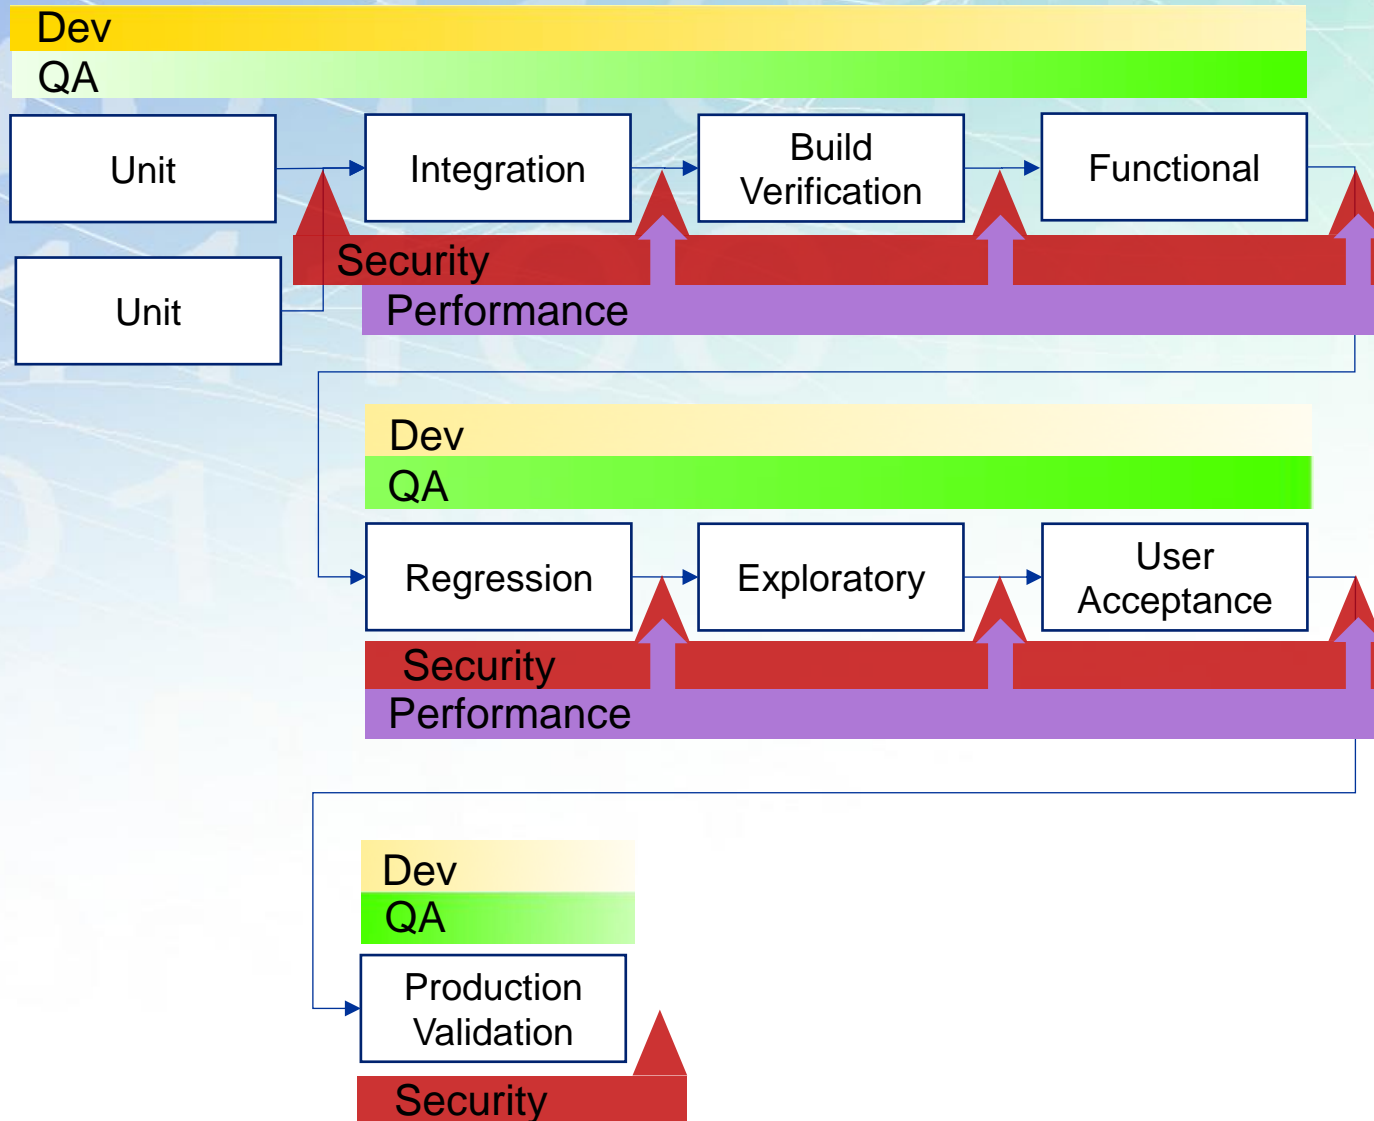 Dev
QA
Unit
Integration
Build
Verification
Functional
Security
Unit
Performance
Dev
QA
Regression
Exploratory
User
Acceptance
Security
Performance
Dev
QA
Production
Validation
Security